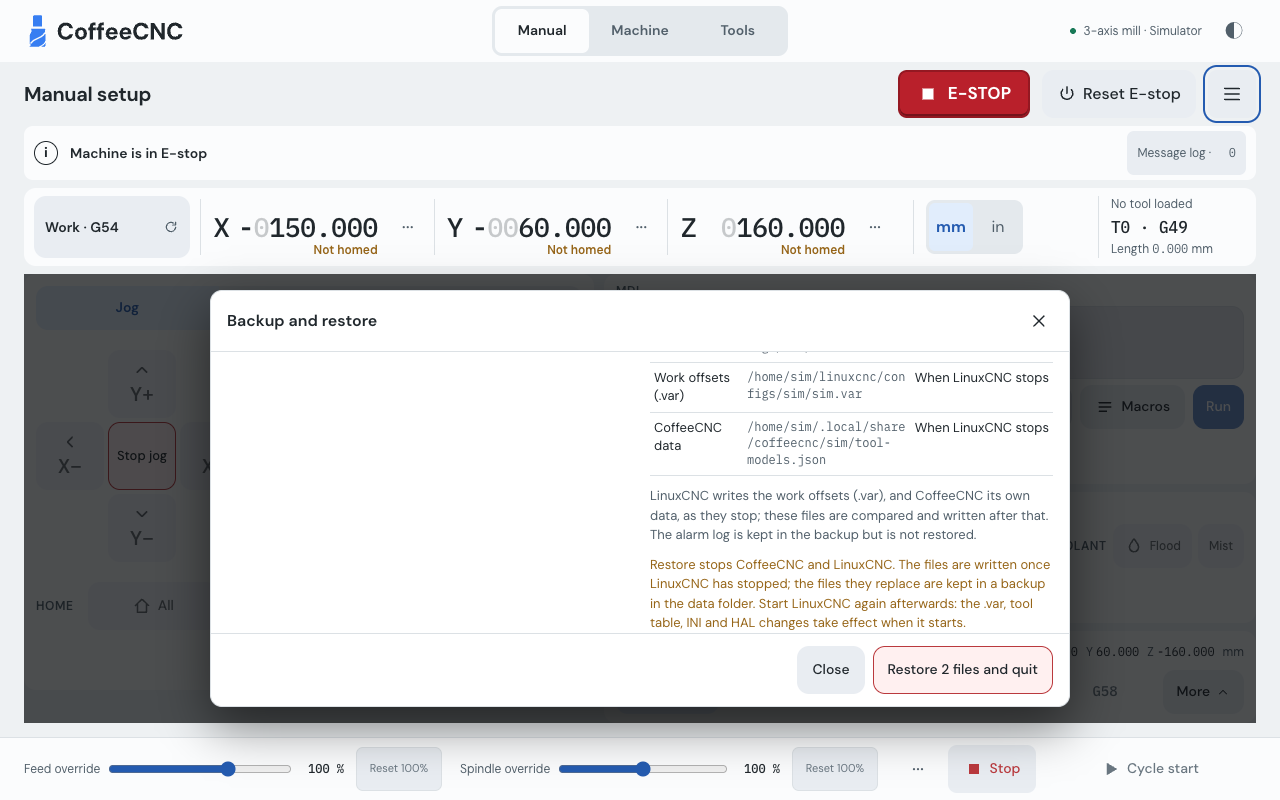 CoffeeCNC
Manual
Machine
Tools
3-axis mill · Simulator
Manual setup
E-STOP
Reset E-stop
Machine is in E-stop
Message log · 0
Work · G54
X -0150.000
Not homed
Y -0060.000
Not homed
Z 0160.000
Not homed
mm
in
No tool loaded
T0 · G49
Length 0.000 mm
Jog
Backup and restore
Work offsets
(.var)
/home/sim/linuxcnc/con
figs/sim/sim.var
When LinuxCNC stops
CoffeeCNC
data
/home/sim/.local/share
/coffeecnc/sim/tool-
models.json
When LinuxCNC stops
LinuxCNC writes the work offsets (.var), and CoffeeCNC its own
data, as they stop; these files are compared and written after that.
The alarm log is kept in the backup but is not restored.
Restore stops CoffeeCNC and LinuxCNC. The files are written once
LinuxCNC has stopped; the files they replace are kept in a backup
in the data folder. Start LinuxCNC again afterwards: the .var, tool
table, INI and HAL changes take effect when it starts.
Close
Restore 2 files and quit
Y+
X−
Stop jog
Y−
HOME
All
Macros
Run
Flood
Mist
0 Y 60.000 Z -160.000 mm
G58
More
Feed override
100 %
Reset 100%
Spindle override
100 %
Reset 100%
Stop
Cycle start